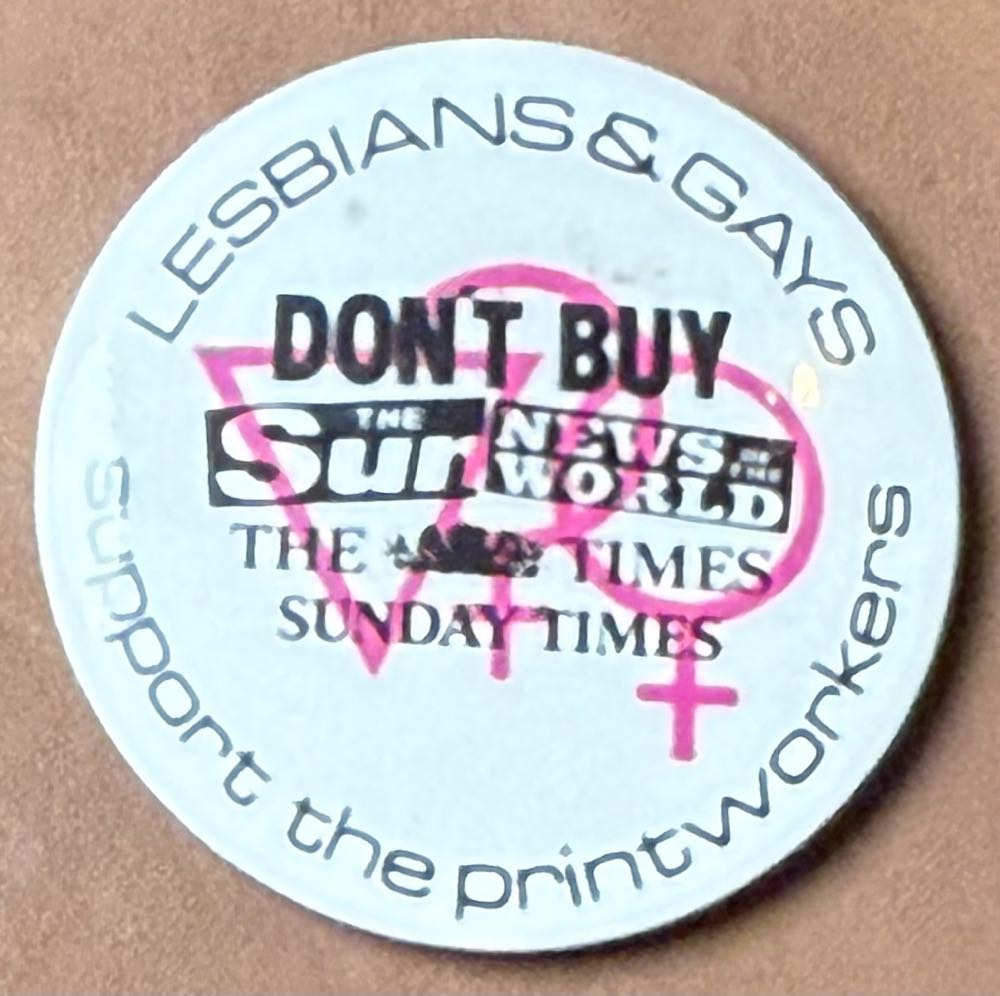 LESBIANS & GAYS
DON'T BUY
THE Sun
NEWS OF THE WORLD
THE TIMES
SUNDAY TIMES
support the printworkers